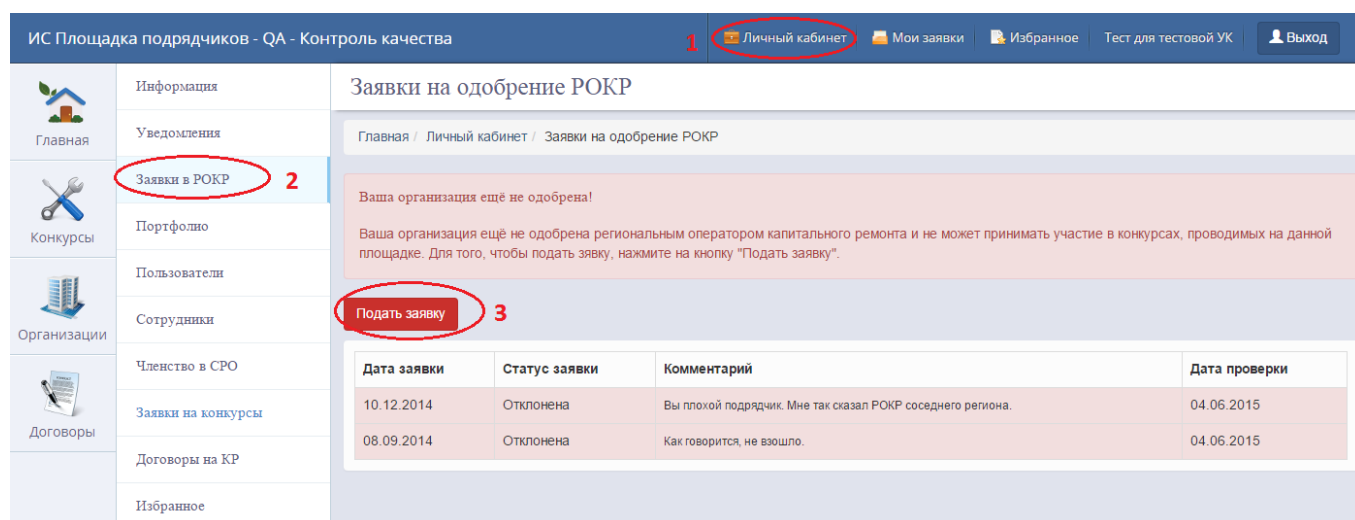 ИС Площадка подрядчиков - QA - Контроль качества
1
Личный кабинет
Мои заявки
Избранное
Тест для тестовой УК
Выход
Главная
Конкурсы
Организации
Договоры
Информация
Уведомления
Заявки в РОКР
2
Портфолио
Пользователи
Сотрудники
Членство в СРО
Заявки на конкурсы
Договоры на КР
Избранное
Заявки на одобрение РОКР
Главная / Личный кабинет / Заявки на одобрение РОКР
Ваша организация ещё не одобрена!
Ваша организация ещё не одобрена региональным оператором капитального ремонта и не может принимать участие в конкурсах, проводимых на данной
площадке. Для того, чтобы подать зявку, нажмите на кнопку "Подать заявку".
Подать заявку
3
Дата заявки Статус заявки Комментарий Дата проверки
10.12.2014 Отклонена Вы плохой подрядчик. Мне так сказал РОКР соседнего региона. 04.06.2015
08.09.2014 Отклонена Как говорится, не взошло. 04.06.2015